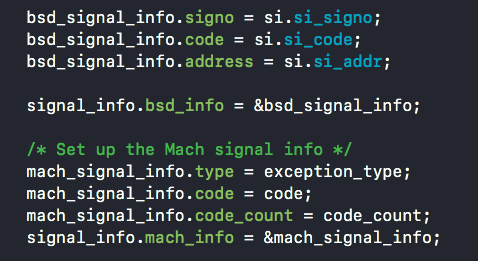 bsd_signal_info.signo = si.si_signo;
bsd_signal_info.code = si.si_code;
bsd_signal_info.address = si.si_addr;
signal_info.bsd_info = &bsd_signal_info;
/* Set up the Mach signal info */
mach_signal_info.type = exception_type;
mach_signal_info.code = code;
mach_signal_info.code_count = code_count;
signal_info.mach_info = &mach_signal_info;